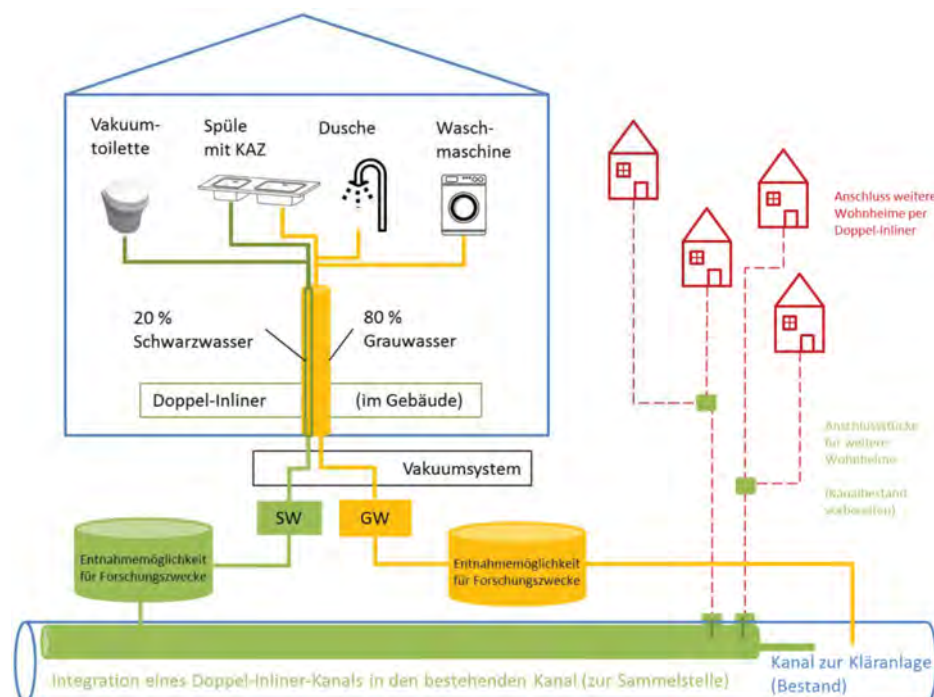 Vakuum-
toilette
Spüle
mit KAZ
Dusche
Wasch-
maschine
Anschluss weitere
Wohnheime per
Doppel-Inliner
20 %
Schwarzwasser
80 %
Grauwasser
Doppel-Inliner
(im Gebäude)
Anschlussstücke
für weitere
Wohnheime
(Kanalbestand
vorbereiten)
Vakuumsystem
SW
GW
Entnahmemöglichkeit
für Forschungszwecke
Entnahmemöglichkeit
für Forschungszwecke
Integration eines Doppel-Inliner-Kanals in den bestehenden Kanal (zur Sammelstelle)
Kanal zur Kläranlage
(Bestand)